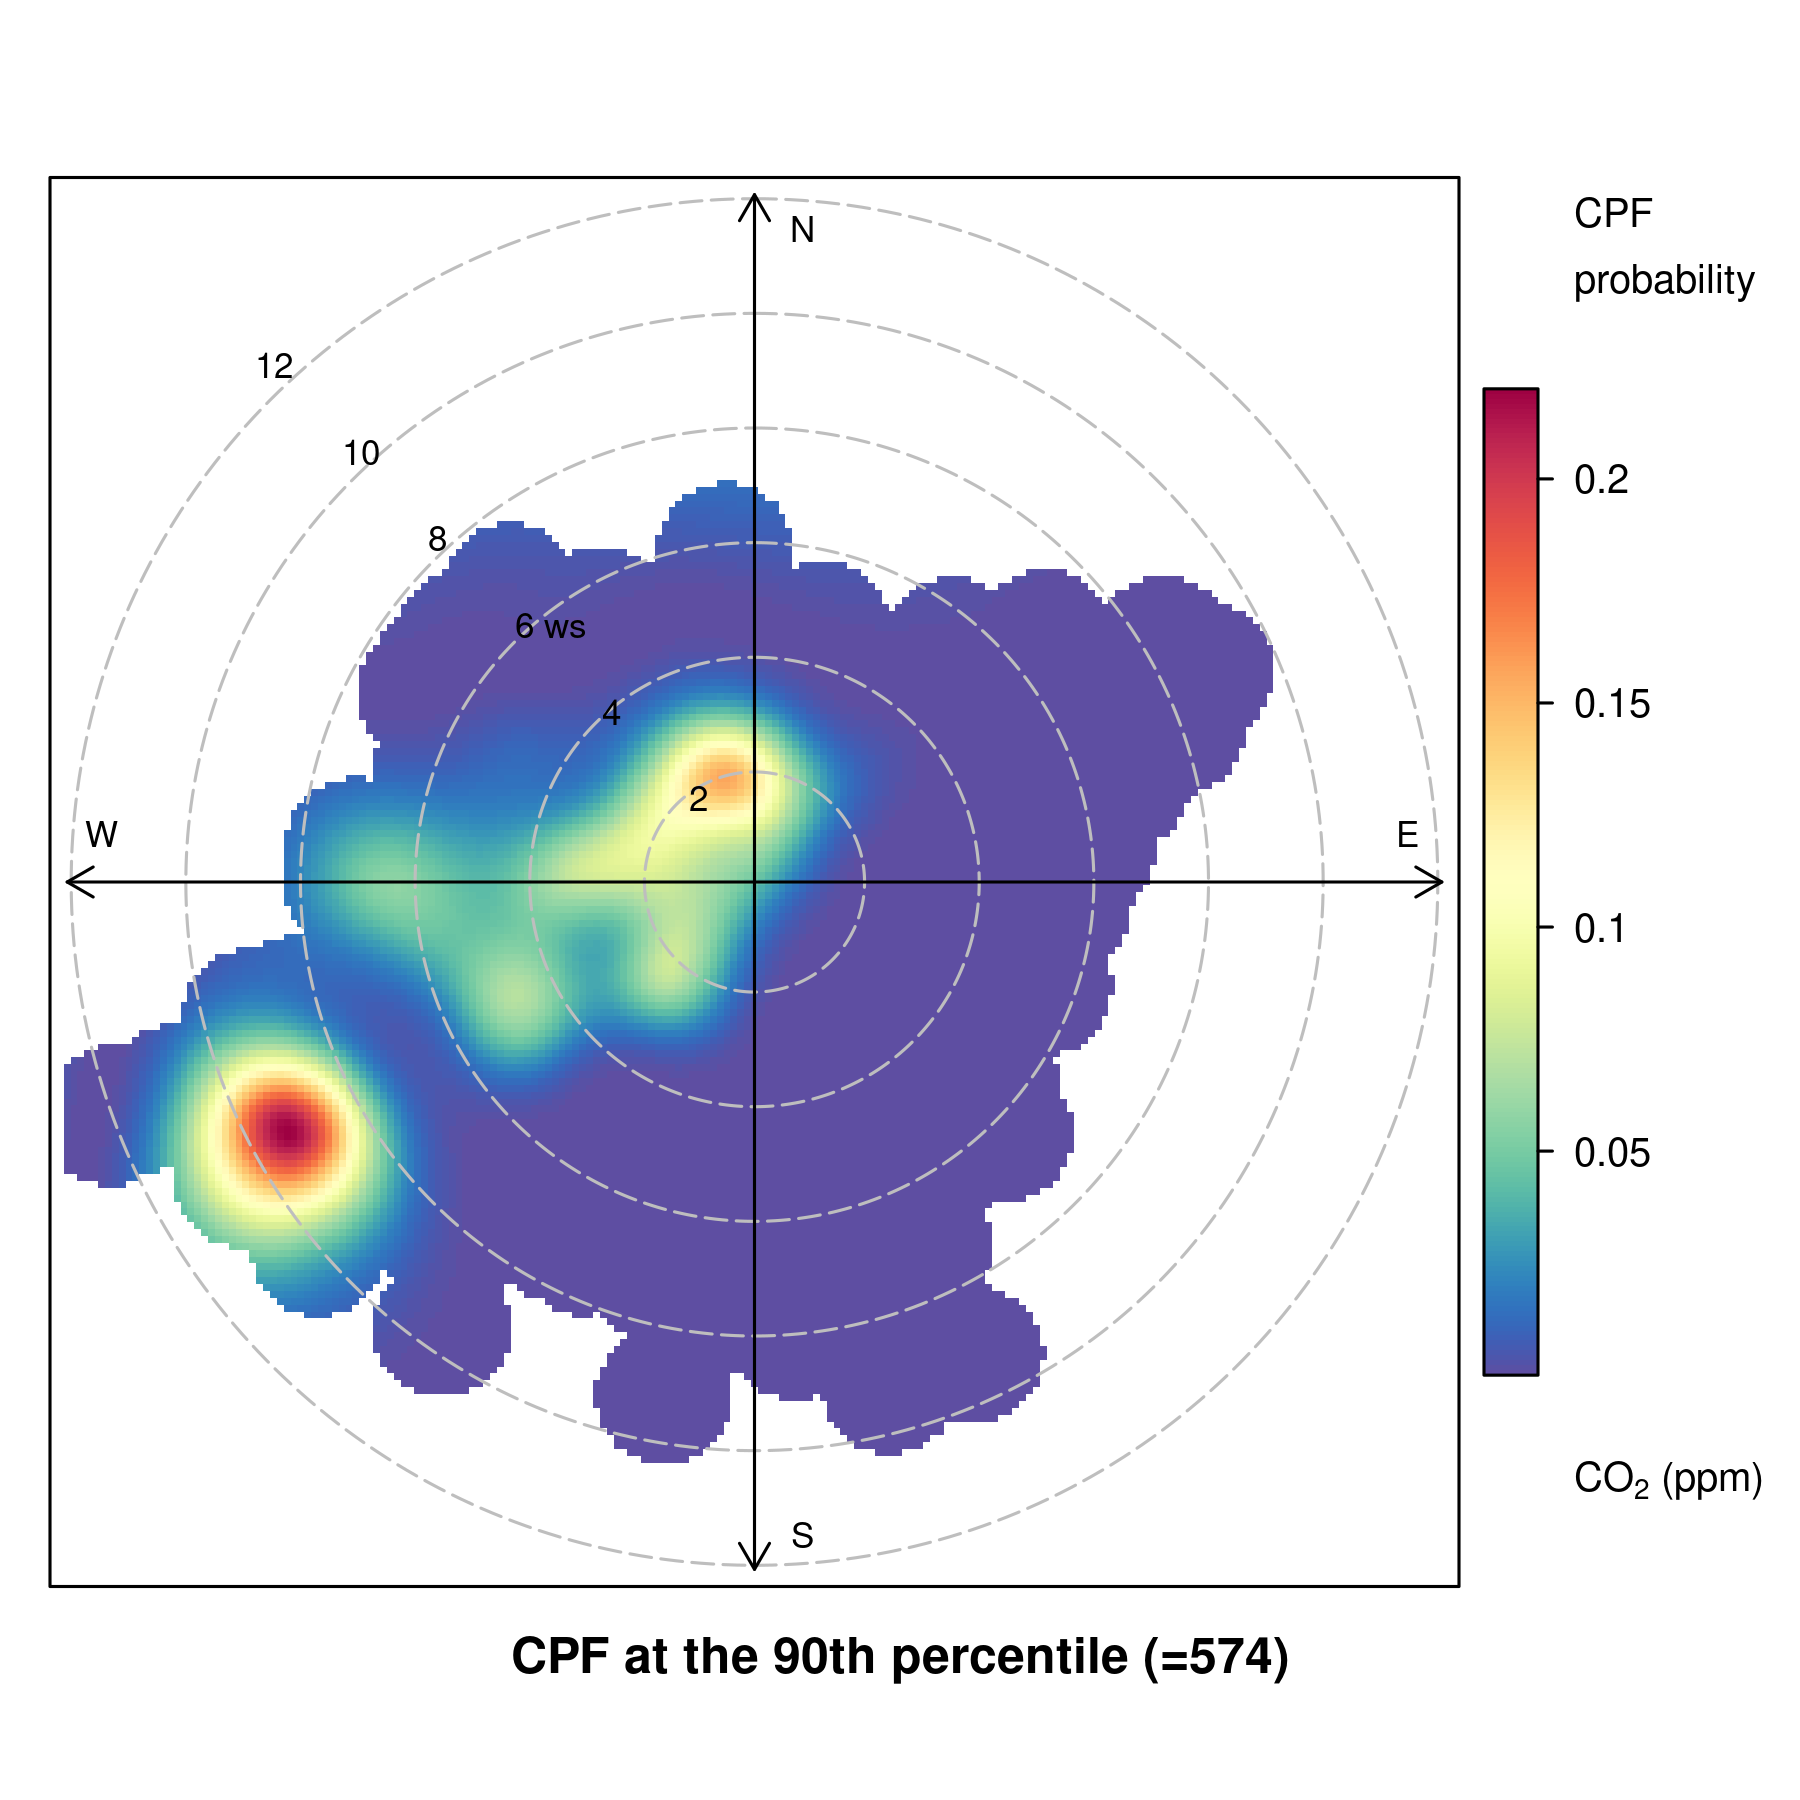 N
12
10
8
6 ws
4
2
W
E
S
CPF
probability
0.2
0.15
0.1
0.05
CO₂ (ppm)
CPF at the 90th percentile (=574)